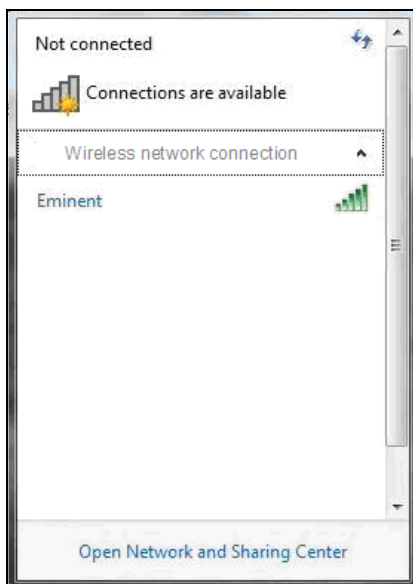 Not connected
Connections are available
Wireless network connection
Eminent
Open Network and Sharing Center